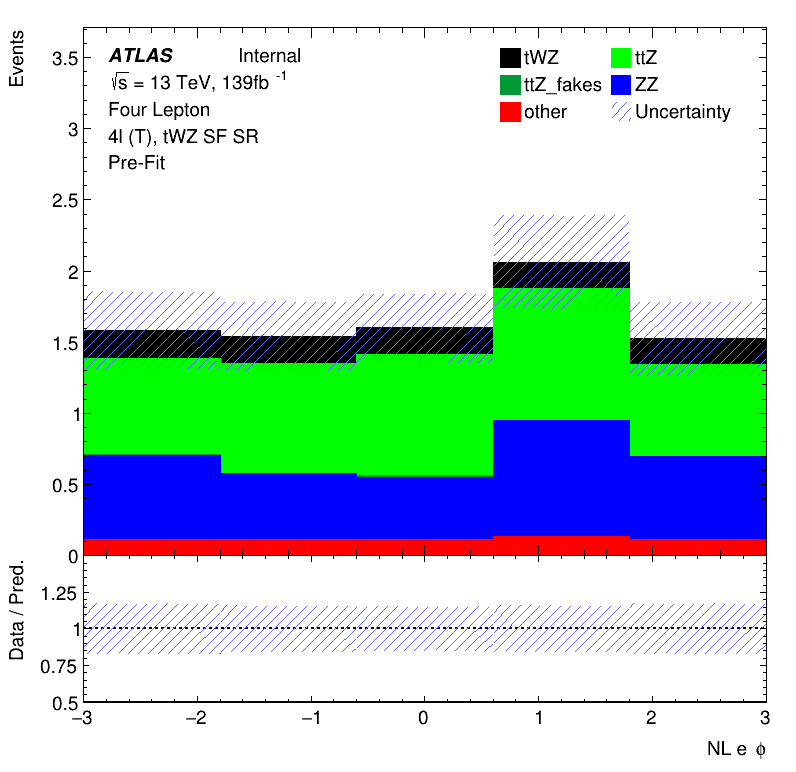 Events
3.5
3
2.5
2
1.5
1
0.5
0
ATLAS Internal
√s = 13 TeV, 139fb -1
Four Lepton
4l (T), tWZ SF SR
Pre-Fit
tWZ ttZ
ttZ_fakes ZZ
other Uncertainty
Data / Pred.
1.25
1
0.75
0.5
−3 −2 −1 0 1 2 3
NL e ϕ